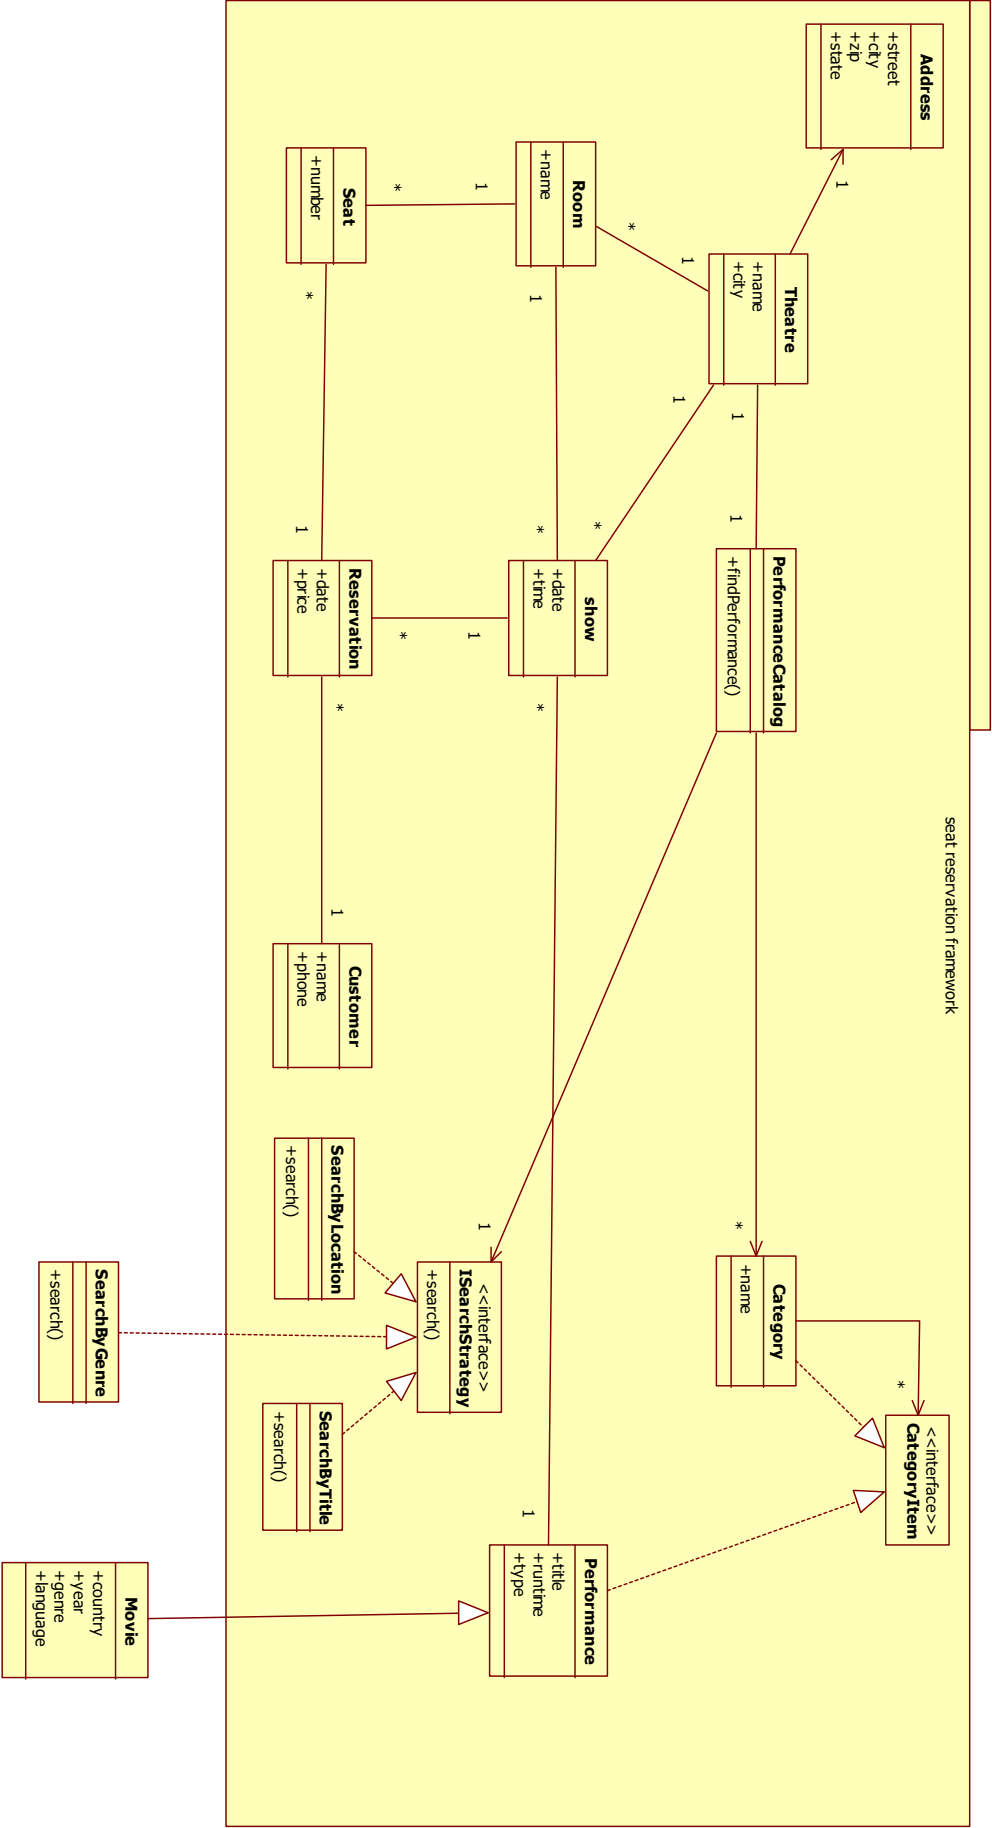 seat reservation framework
Address
+street
+city
+zip
+state
1
Theatre
+name
+city
1
*
1
*
1
1
PerformanceCatalog
+findPerformance()
*
1
Category
+name
*
<<interface>>
CategoryItem
Room
+name
1
*
1
*
show
+date
+time
1
*
*
1
Performance
+title
+runtime
+type
<<interface>>
ISearchStrategy
+search()
Seat
+number
*
1
Reservation
+date
+price
*
1
Customer
+name
+phone
SearchByLocation
+search()
SearchByTitle
+search()
SearchByGenre
+search()
Movie
+country
+year
+genre
+language